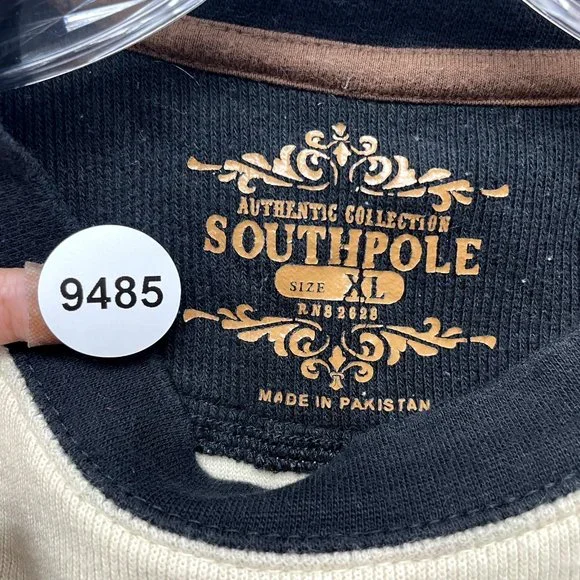 AUTHENTIC COLLECTION
SOUTHPOLE
SIZE XL
RN82628
MADE IN PAKISTAN
9485